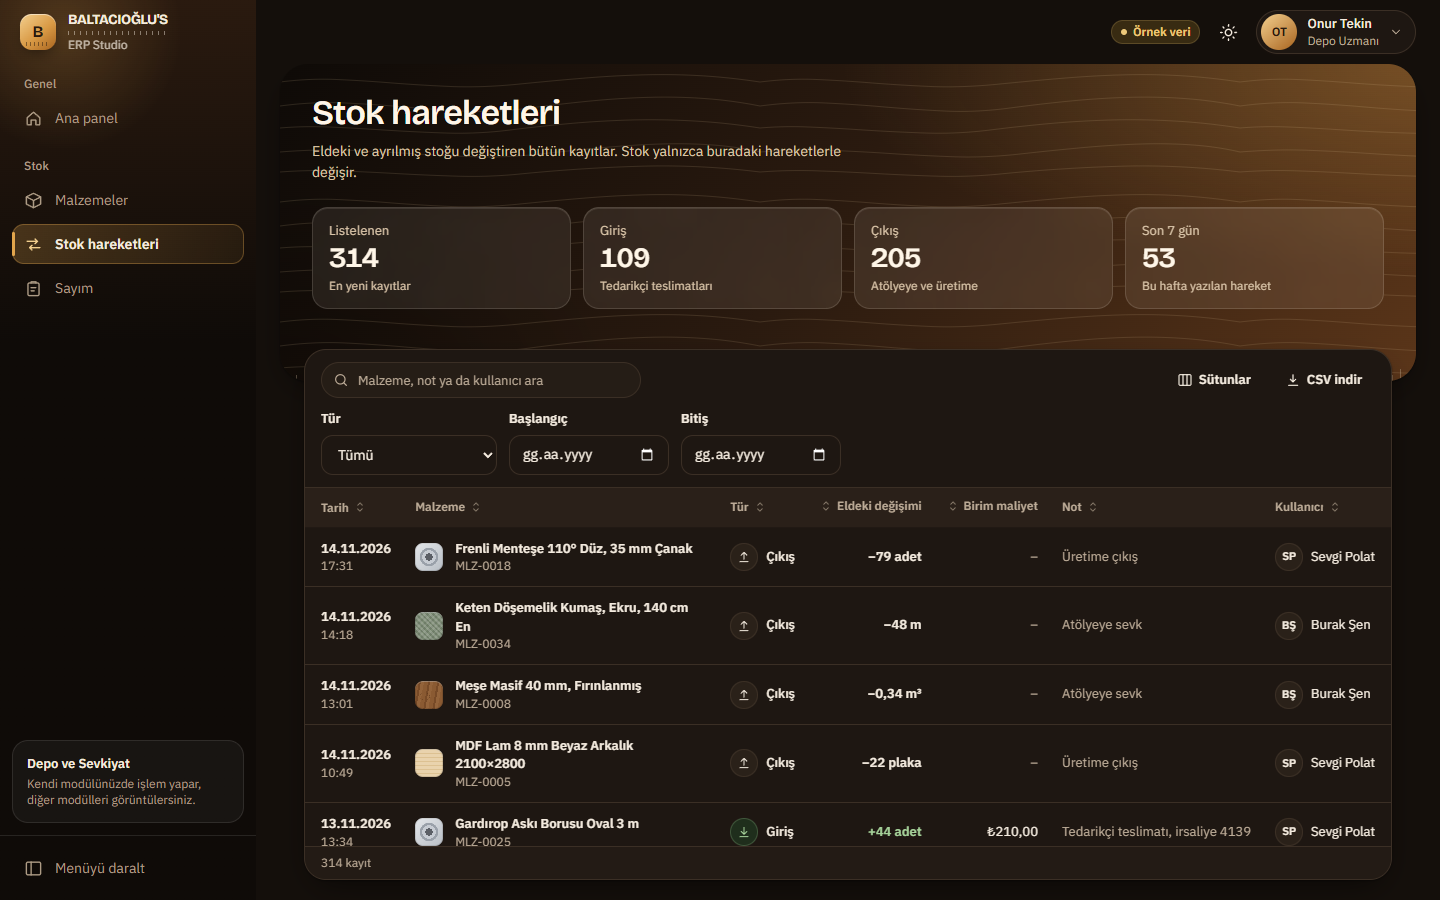 B
BALTACIOĞLU'S
ERP Studio
Genel
Ana panel
Stok
Malzemeler
Stok hareketleri
Sayım
Depo ve Sevkiyat
Kendi modülünüzde işlem yapar,
diğer modülleri görüntülersiniz.
Menüyü daralt
Örnek veri
OT
Onur Tekin
Depo Uzmanı
Stok hareketleri
Eldeki ve ayrılmış stoğu değiştiren bütün kayıtlar. Stok yalnızca buradaki hareketlerle
değişir.
Listelenen
314
En yeni kayıtlar
Giriş
109
Tedarikçi teslimatları
Çıkış
205
Atölyeye ve üretime
Son 7 gün
53
Bu hafta yazılan hareket
Malzeme, not ya da kullanıcı ara
Sütunlar
CSV indir
Tür
Başlangıç
Bitiş
Tümü
gg.aa.yyyy
gg.aa.yyyy
Tarih
Malzeme
Tür
Eldeki değişimi
Birim maliyet
Not
Kullanıcı
14.11.2026
17:31
Frenli Menteşe 110° Düz, 35 mm Çanak
MLZ-0018
Çıkış
−79 adet
–
Üretime çıkış
SP
Sevgi Polat
14.11.2026
14:18
Keten Döşemelik Kumaş, Ekru, 140 cm
En
MLZ-0034
Çıkış
−48 m
–
Atölyeye sevk
BŞ
Burak Şen
14.11.2026
13:01
Meşe Masif 40 mm, Fırınlanmış
MLZ-0008
Çıkış
−0,34 m³
–
Atölyeye sevk
BŞ
Burak Şen
14.11.2026
10:49
MDF Lam 8 mm Beyaz Arkalık
2100×2800
MLZ-0005
Çıkış
−22 plaka
–
Üretime çıkış
SP
Sevgi Polat
13.11.2026
13:34
Gardırop Askı Borusu Oval 3 m
MLZ-0025
Giriş
+44 adet
₺210,00
Tedarikçi teslimatı, irsaliye 4139
SP
Sevgi Polat
314 kayıt